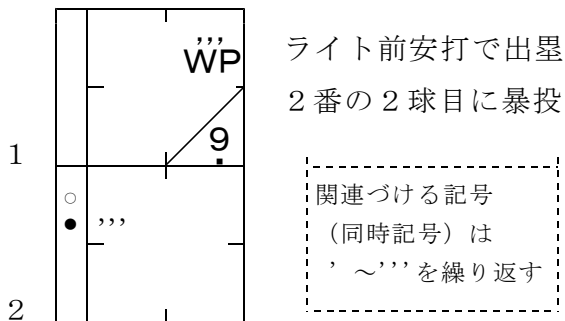 ’’’
WP
ライト前安打で出塁
２番の２球目に暴投
9
１
○
● ’’’
２
関連づける記号
（同時記号）は
’～’’’を繰り返す